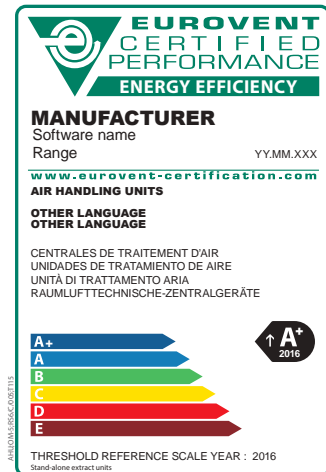 EUROVENT
CERTIFIED
PERFORMANCE
ENERGY EFFICIENCY
MANUFACTURER
Software name
Range YY.MM.XXX
www.eurovent-certification.com
AIR HANDLING UNITS
OTHER LANGUAGE
OTHER LANGUAGE
CENTRALES DE TRAITEMENT D'AIR
UNIDADES DE TRATAMIENTO DE AIRE
UNITÀ DI TRATTAMENTO ARIA
RAUMLUFTTECHNISCHE-ZENTRALGERÄTE
A+
A
B
C
D
E
↑ A+
2016
THRESHOLD REFERENCE SCALE YEAR : 2016
Stand-alone extract units